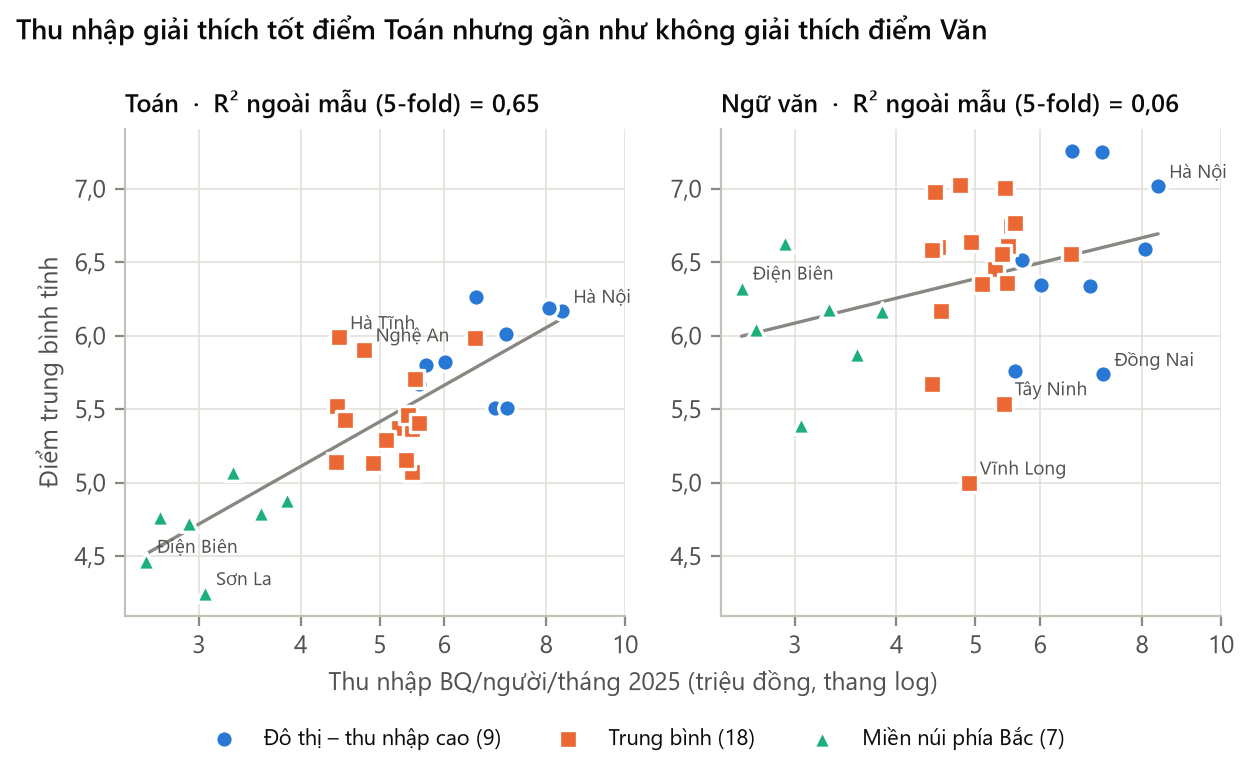 Thu nhập giải thích tốt điểm Toán nhưng gần như không giải thích điểm Văn
Toán · R² ngoài mẫu (5-fold) = 0,65
Ngữ văn · R² ngoài mẫu (5-fold) = 0,06
Điểm trung bình tỉnh
7,0
6,5
6,0
5,5
5,0
4,5
Hà Nội
Hà Tĩnh
Nghệ An
Điện Biên
Sơn La
3 4 5 6 8 10
7,0
6,5
6,0
5,5
5,0
4,5
Hà Nội
Điện Biên
Đồng Nai
Tây Ninh
Vĩnh Long
3 4 5 6 8 10
Thu nhập BQ/người/tháng 2025 (triệu đồng, thang log)
Đô thị – thu nhập cao (9) Trung bình (18) Miền núi phía Bắc (7)